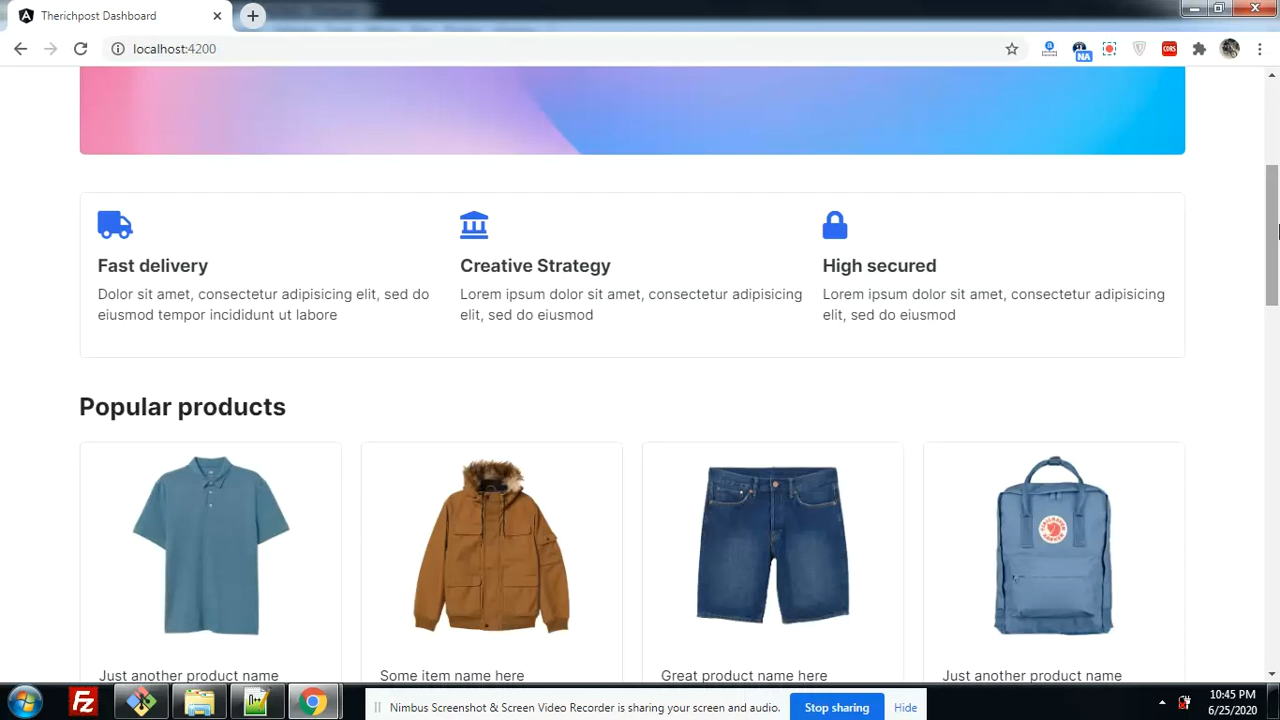 Therichpost Dashboard
localhost:4200
NA
CORS
Fast delivery
Dolor sit amet, consectetur adipisicing elit, sed do
eiusmod tempor incididunt ut labore
Creative Strategy
Lorem ipsum dolor sit amet, consectetur adipisicing
elit, sed do eiusmod
High secured
Lorem ipsum dolor sit amet, consectetur adipisicing
elit, sed do eiusmod
Popular products
Just another product name
Some item name here
Great product name here
Just another product name
Nimbus Screenshot & Screen Video Recorder is sharing your screen and audio.
Stop sharing
Hide
10:45 PM
6/25/2020